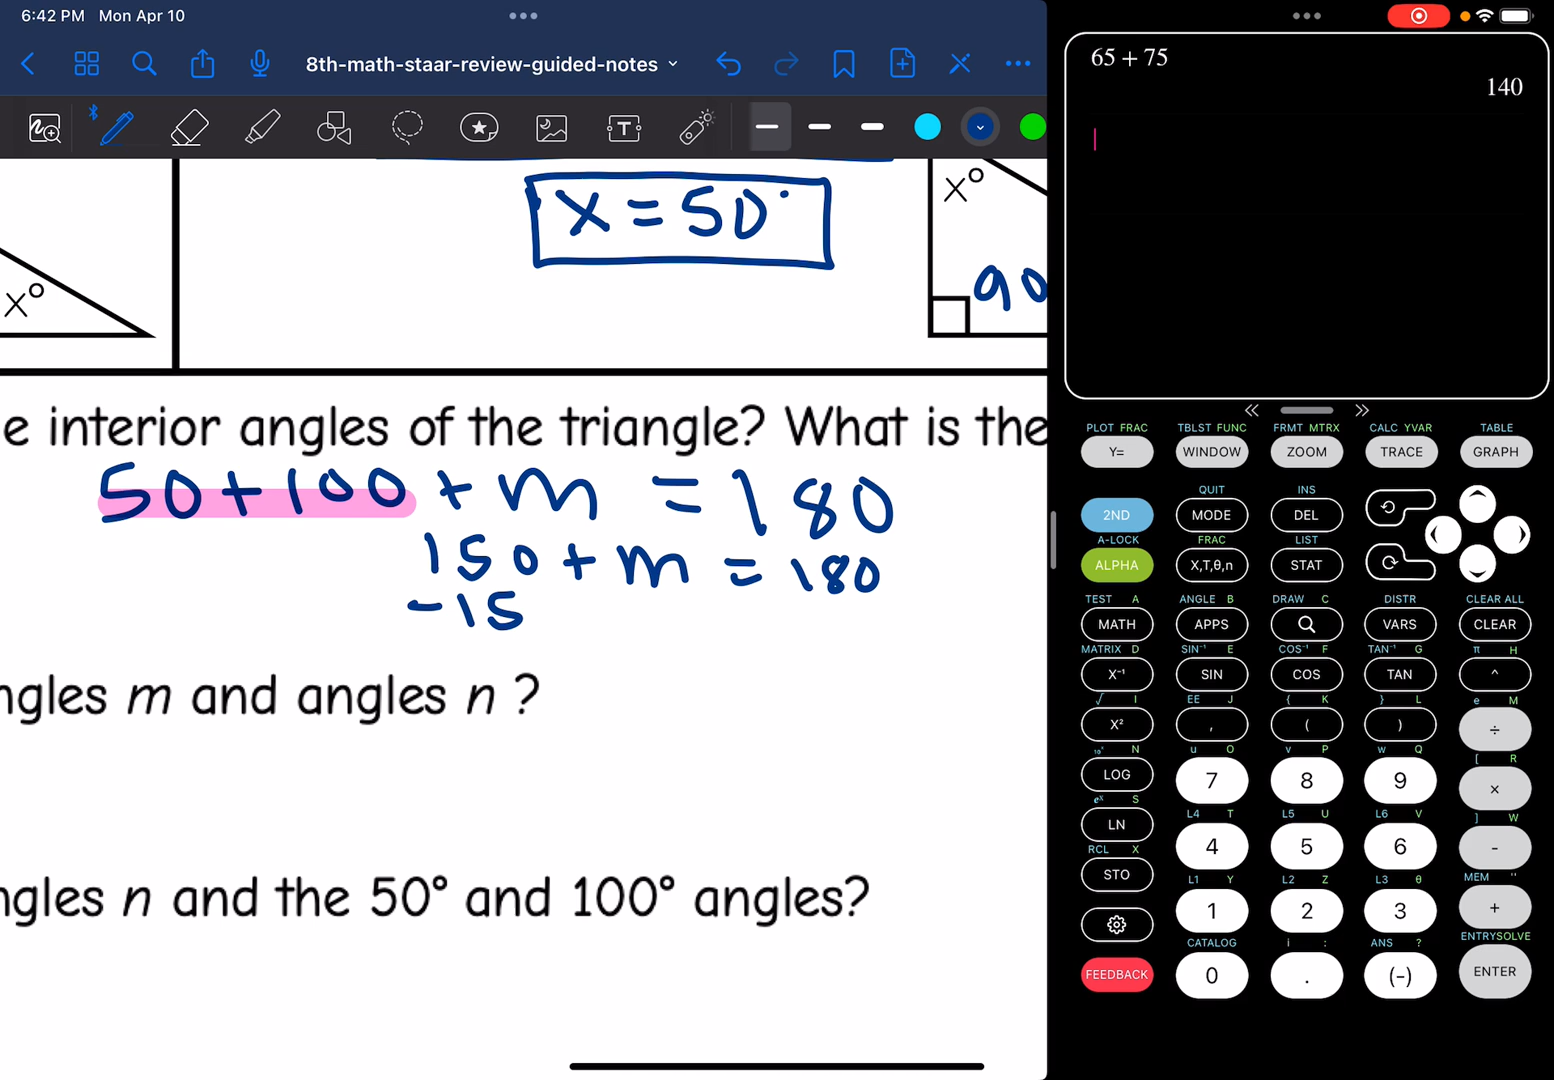 6:42 PM Mon Apr 10
8th-math-staar-review-guided-notes
T
x = 50°
x°
x°
90
e interior angles of the triangle? What is the
50 + 100 + m = 180
150 + m = 180
-15
ngles m and angles n ?
ngles n and the 50° and 100° angles?
65 + 75
140
PLOT FRAC TBLST FUNC FRMT MTRX CALC YVAR TABLE
Y= WINDOW ZOOM TRACE GRAPH
QUIT INS
2ND MODE DEL
A-LOCK FRAC LIST
ALPHA X,T,θ,n STAT
TEST A ANGLE B DRAW C DISTR CLEAR ALL
MATH APPS VARS CLEAR
MATRIX D SIN⁻¹ E COS⁻¹ F TAN⁻¹ G π H
X⁻¹ SIN COS TAN ^
√ I EE J { K } L e M
X² , ( ) ÷
10ˣ N u O v P w Q [ R
LOG 7 8 9 ×
eˣ S L4 T L5 U L6 V ] W
LN 4 5 6 -
RCL X L1 Y L2 Z L3 θ MEM "
STO 1 2 3 +
CATALOG i : ANS ? ENTRY SOLVE
FEEDBACK 0 . (-) ENTER